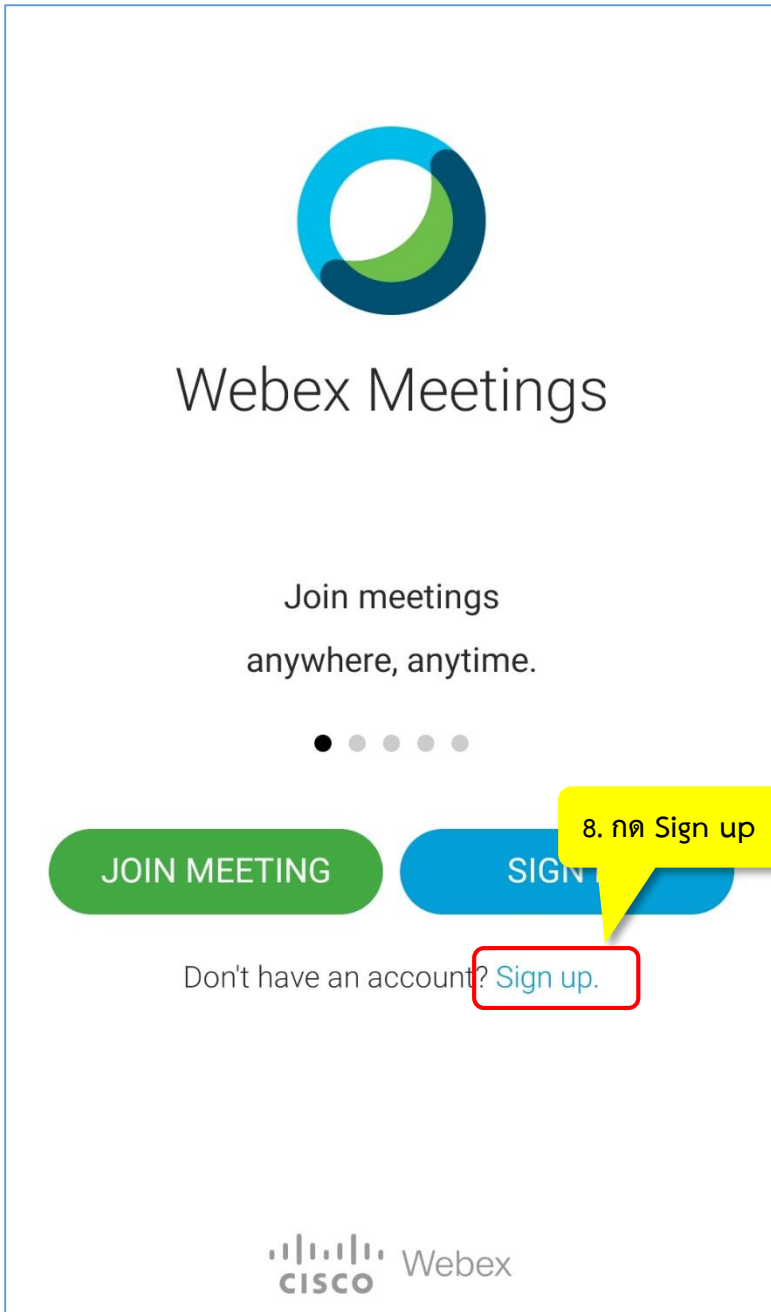 Webex Meetings
Join meetings
anywhere, anytime.
8. กด Sign up
JOIN MEETING
SIGN
Don't have an account? Sign up.
CISCO Webex